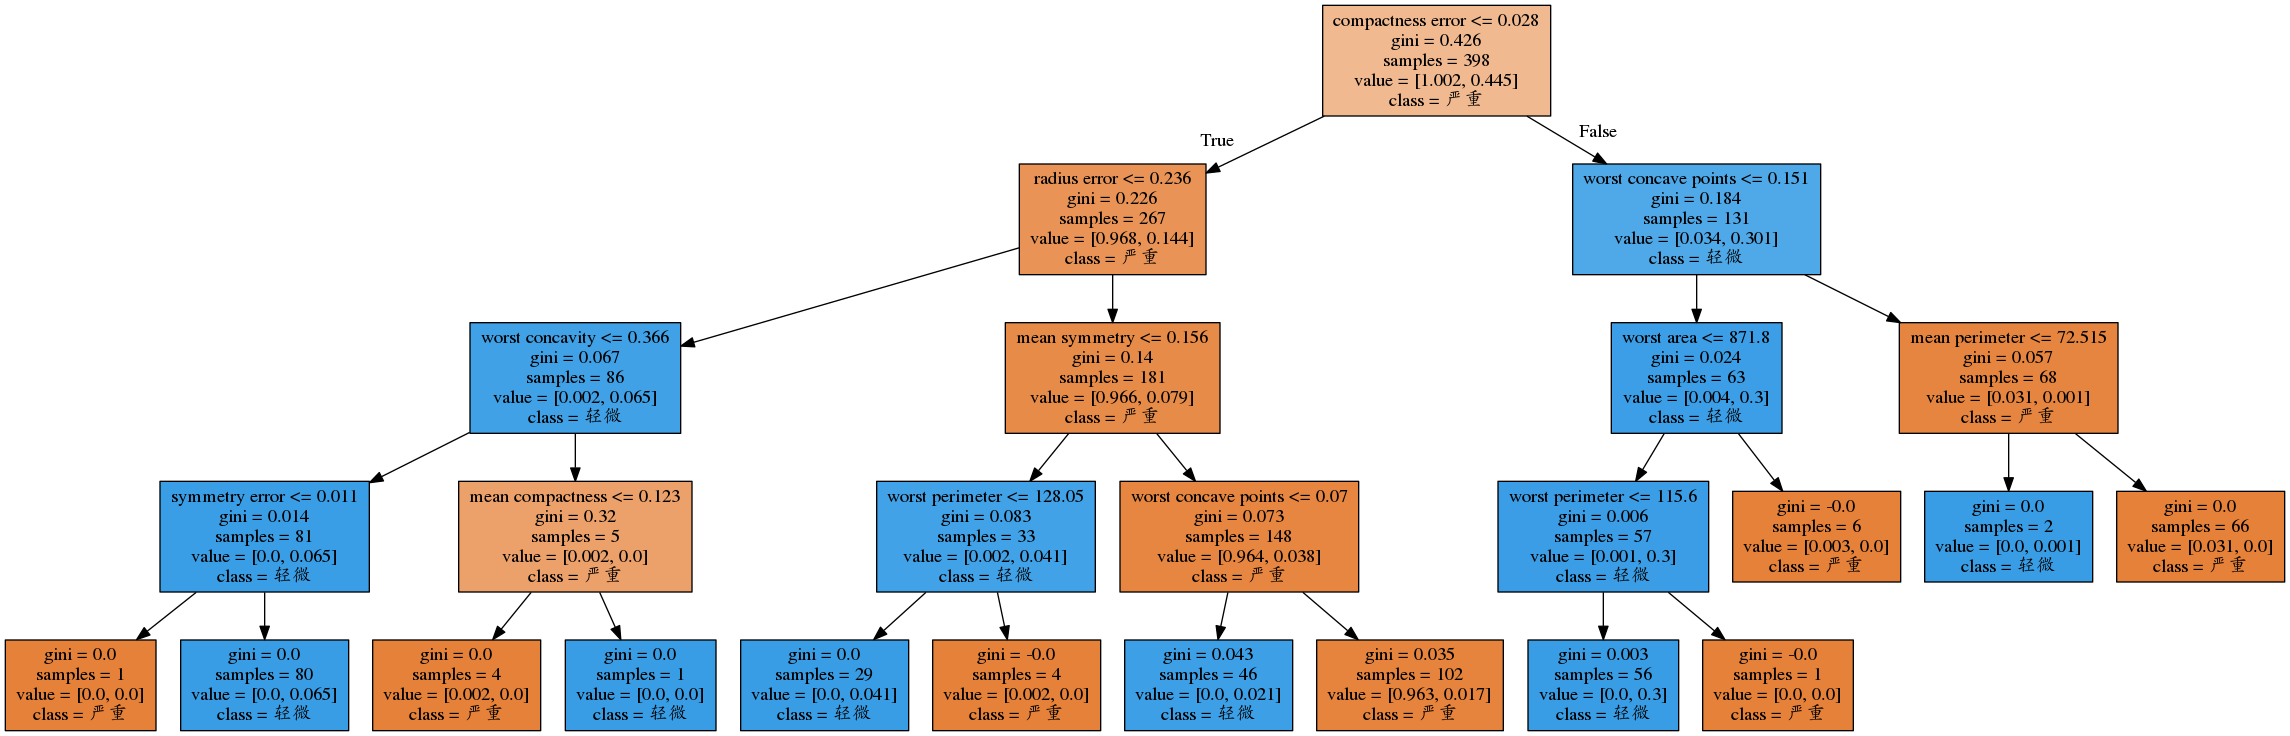 compactness error <= 0.028
gini = 0.426
samples = 398
value = [1.002, 0.445]
class = 严重
True
False
radius error <= 0.236
gini = 0.226
samples = 267
value = [0.968, 0.144]
class = 严重
worst concave points <= 0.151
gini = 0.184
samples = 131
value = [0.034, 0.301]
class = 轻微
worst concavity <= 0.366
gini = 0.067
samples = 86
value = [0.002, 0.065]
class = 轻微
mean symmetry <= 0.156
gini = 0.14
samples = 181
value = [0.966, 0.079]
class = 严重
worst area <= 871.8
gini = 0.024
samples = 63
value = [0.004, 0.3]
class = 轻微
mean perimeter <= 72.515
gini = 0.057
samples = 68
value = [0.031, 0.001]
class = 严重
symmetry error <= 0.011
gini = 0.014
samples = 81
value = [0.0, 0.065]
class = 轻微
mean compactness <= 0.123
gini = 0.32
samples = 5
value = [0.002, 0.0]
class = 严重
worst perimeter <= 128.05
gini = 0.083
samples = 33
value = [0.002, 0.041]
class = 轻微
worst concave points <= 0.07
gini = 0.073
samples = 148
value = [0.964, 0.038]
class = 严重
worst perimeter <= 115.6
gini = 0.006
samples = 57
value = [0.001, 0.3]
class = 轻微
gini = -0.0
samples = 6
value = [0.003, 0.0]
class = 严重
gini = 0.0
samples = 2
value = [0.0, 0.001]
class = 轻微
gini = 0.0
samples = 66
value = [0.031, 0.0]
class = 严重
gini = 0.0
samples = 1
value = [0.0, 0.0]
class = 严重
gini = 0.0
samples = 80
value = [0.0, 0.065]
class = 轻微
gini = 0.0
samples = 4
value = [0.002, 0.0]
class = 严重
gini = 0.0
samples = 1
value = [0.0, 0.0]
class = 轻微
gini = 0.0
samples = 29
value = [0.0, 0.041]
class = 轻微
gini = -0.0
samples = 4
value = [0.002, 0.0]
class = 严重
gini = 0.043
samples = 46
value = [0.0, 0.021]
class = 轻微
gini = 0.035
samples = 102
value = [0.963, 0.017]
class = 严重
gini = 0.003
samples = 56
value = [0.0, 0.3]
class = 轻微
gini = -0.0
samples = 1
value = [0.0, 0.0]
class = 严重